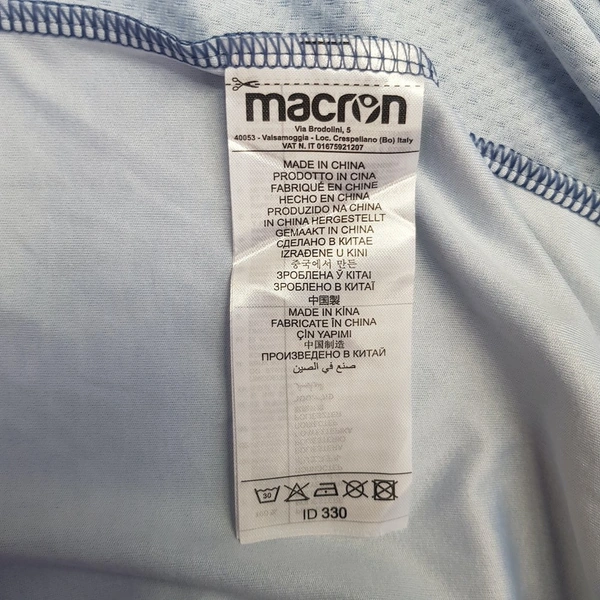 macron
Via Brodolini, 5
40053 - Valsamoggia - Loc. Crespellano (Bo) Italy
VAT N. IT 01675921207
MADE IN CHINA
PRODOTTO IN CINA
FABRIQUÉ EN CHINE
HECHO EN CHINA
PRODUZIDO NA CHINA
IN CHINA HERGESTELLT
GEMAAKT IN CHINA
СДЕЛАНО В КИТАЕ
IZRAĐENE U KINI
중국에서 만든
ЗРОБЛЕНА Ў КІТАІ
ЗРОБЛЕНО В КИТАЇ
中国製
MADE IN KÍNA
FABRICATE ÎN CHINA
ÇİN YAPIMI
中国制造
ПРОИЗВЕДЕНО В КИТАЙ
صنع في الصين
30
ID 330